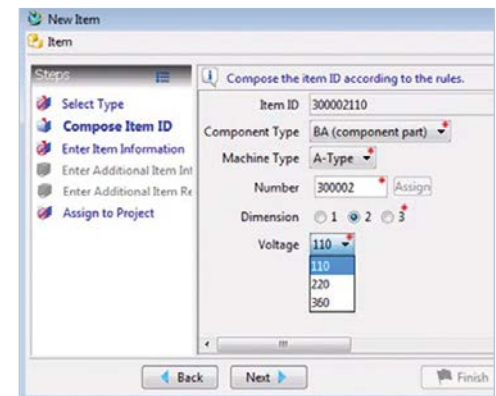 New Item
Item
Steps
Select Type
Compose Item ID
Enter Item Information
Enter Additional Item Inf
Enter Additional Item Re
Assign to Project
Compose the item ID according to the rules.
Item ID 300002110
Component Type BA (component part) *
Machine Type A-Type *
Number 300002 * Assign
Dimension 1 2 3 *
Voltage 110 *
110
220
360
Back Next Finish